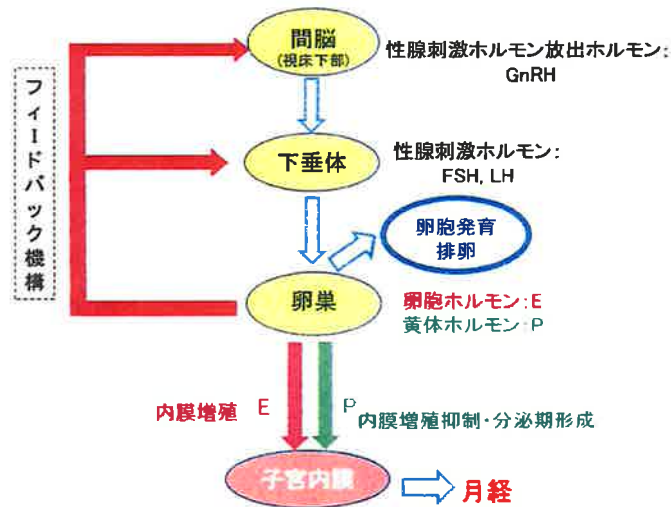 間脳
(視床下部)
性腺刺激ホルモン放出ホルモン:
GnRH
フィードバック機構
下垂体
性腺刺激ホルモン:
FSH, LH
卵胞発育
排卵
卵巣
卵胞ホルモン:E
黄体ホルモン:P
内膜増殖 E
P 内膜増殖抑制・分泌期形成
子宮内膜
月経